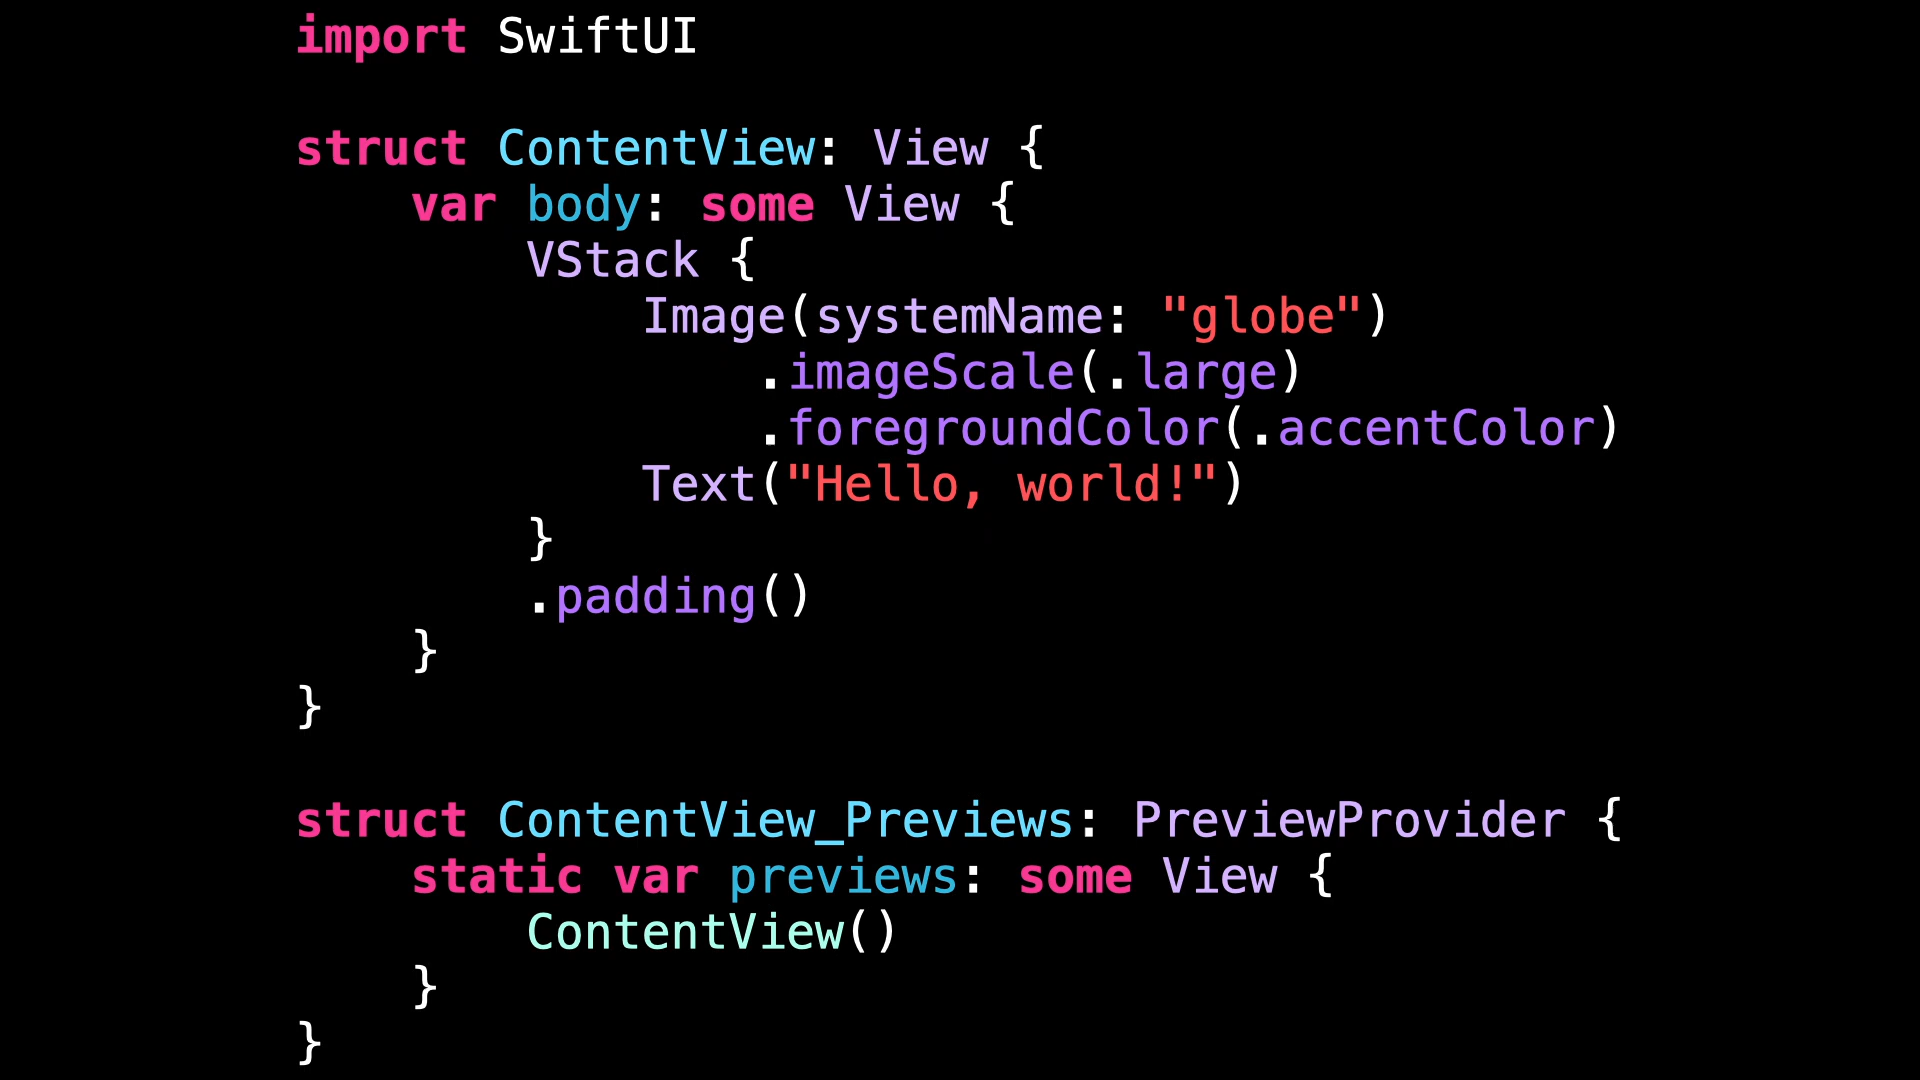 import SwiftUI

struct ContentView: View {
    var body: some View {
        VStack {
            Image(systemName: "globe")
                .imageScale(.large)
                .foregroundColor(.accentColor)
            Text("Hello, world!")
        }
        .padding()
    }
}

struct ContentView_Previews: PreviewProvider {
    static var previews: some View {
        ContentView()
    }
}